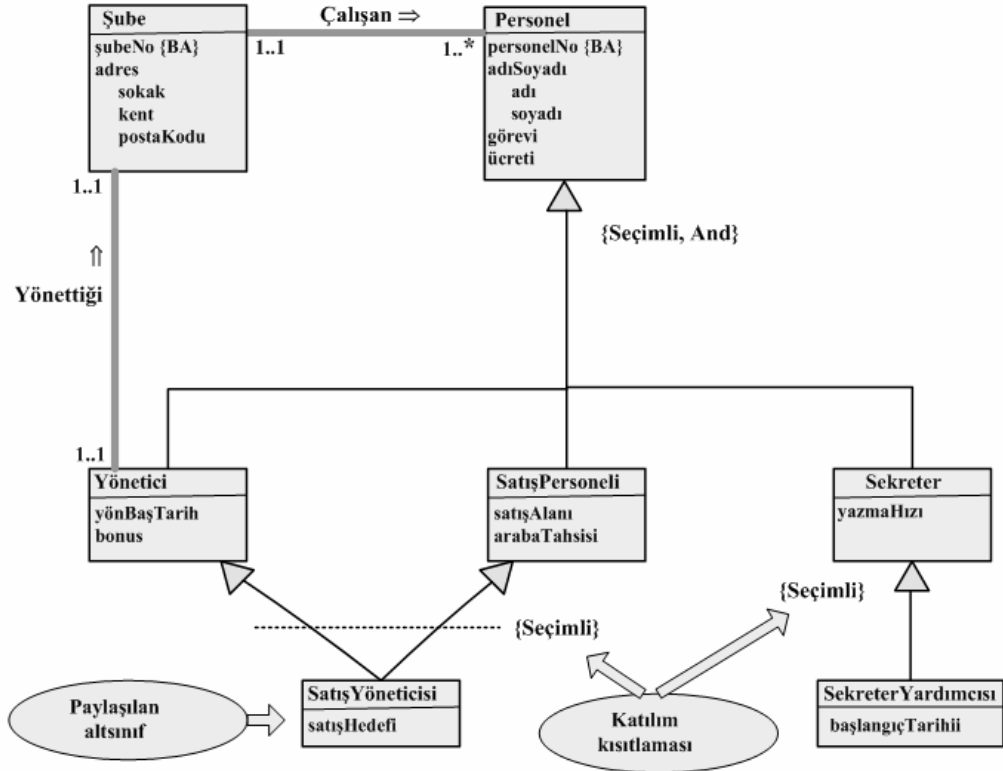 Şube
şubeNo {BA}
adres
sokak
kent
postaKodu
Çalışan ⇒
1..1
1..*
Personel
personelNo {BA}
adıSoyadı
adı
soyadı
görevi
ücreti
1..1
⇑
Yönettiği
1..1
{Seçimli, And}
Yönetici
yönBaşTarih
bonus
SatışPersoneli
satışAlanı
arabaTahsisi
Sekreter
yazmaHızı
{Seçimli}
{Seçimli}
Paylaşılan
altsınıf
SatışYöneticisi
satışHedefi
Katılım
kısıtlaması
SekreterYardımcısı
başlangıçTarihii